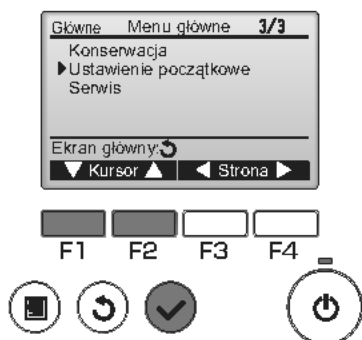 Główne Menu główne 3/3
Konserwacja
Ustawienie początkowe
Serwis
Ekran główny:
Kursor Strona
F1 F2 F3 F4